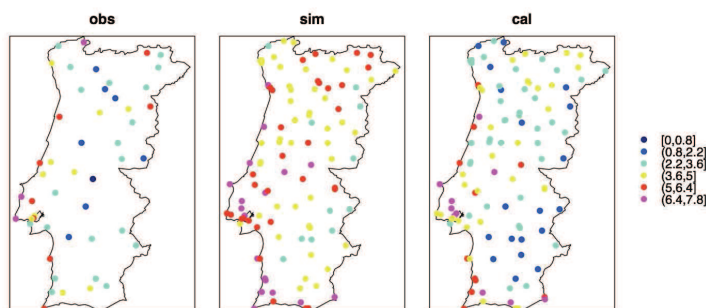 obs
sim
cal
[0,0.8]
(0.8,2.2]
(2.2,3.6]
(3.6,5]
(5,6.4]
(6.4,7.8]